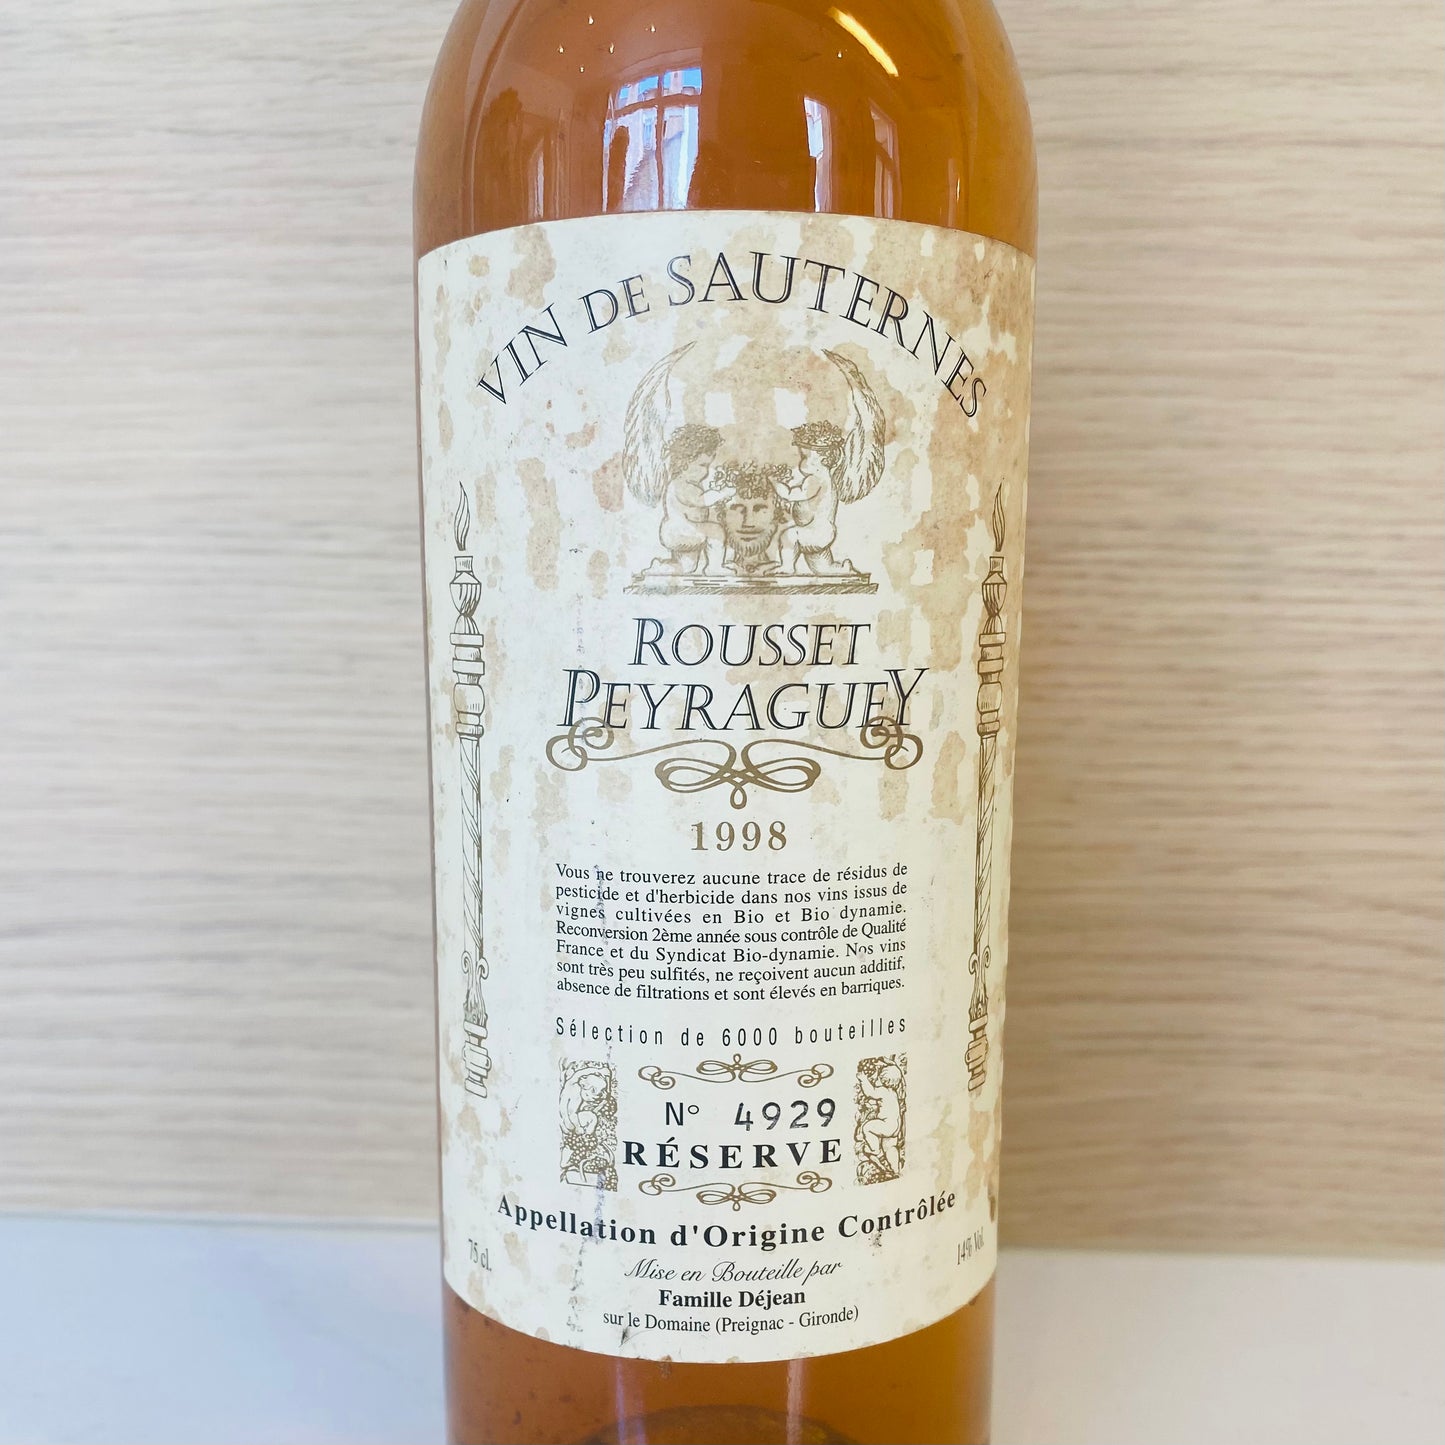 VIN DE SAUTERNES
ROUSSET
PEYRAGUEY
1998
Vous ne trouverez aucune trace de résidus de
pesticide et d'herbicide dans nos vins issus de
vignes cultivées en Bio et Bio dynamie.
Reconversion 2ème année sous contrôle de Qualité
France et du Syndicat Bio-dynamie. Nos vins
sont très peu sulfités, ne reçoivent aucun additif,
absence de filtrations et sont élevés en barriques.
Sélection de 6000 bouteilles
N° 4929
RÉSERVE
Appellation d'Origine Contrôlée
75 cl.
14% Vol.
Mise en Bouteille par
Famille Déjean
sur le Domaine (Preignac - Gironde)